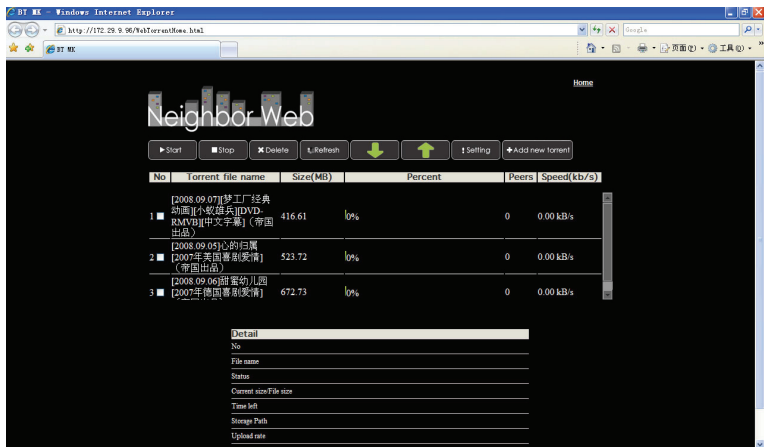 BT MK - Windows Internet Explorer
http://172.29.9.96/WebTorrentHome.html
Google
BT MK
页面(P)
工具(O)
»
Home
Neighbor Web
Start
Stop
Delete
Refresh
Setting
Add new torrent
No Torrent file name Size(MB) Percent Peers Speed(kb/s)
[2008.09.07][梦工厂经典
动画][小蚁雄兵][DVD-
1 RMVB][中文字幕]（帝国 416.61 0% 0 0.00 kB/s
出品）
[2008.09.05]心的归属
2 [2007年美国喜剧爱情] 523.72 0% 0 0.00 kB/s
（帝国出品）
[2008.09.06]甜蜜幼儿园
3 [2007年德国喜剧爱情] 672.73 0% 0 0.00 kB/s
Detail
No
File name
Status
Current size/File size
Time left
Storage Path
Upload rate